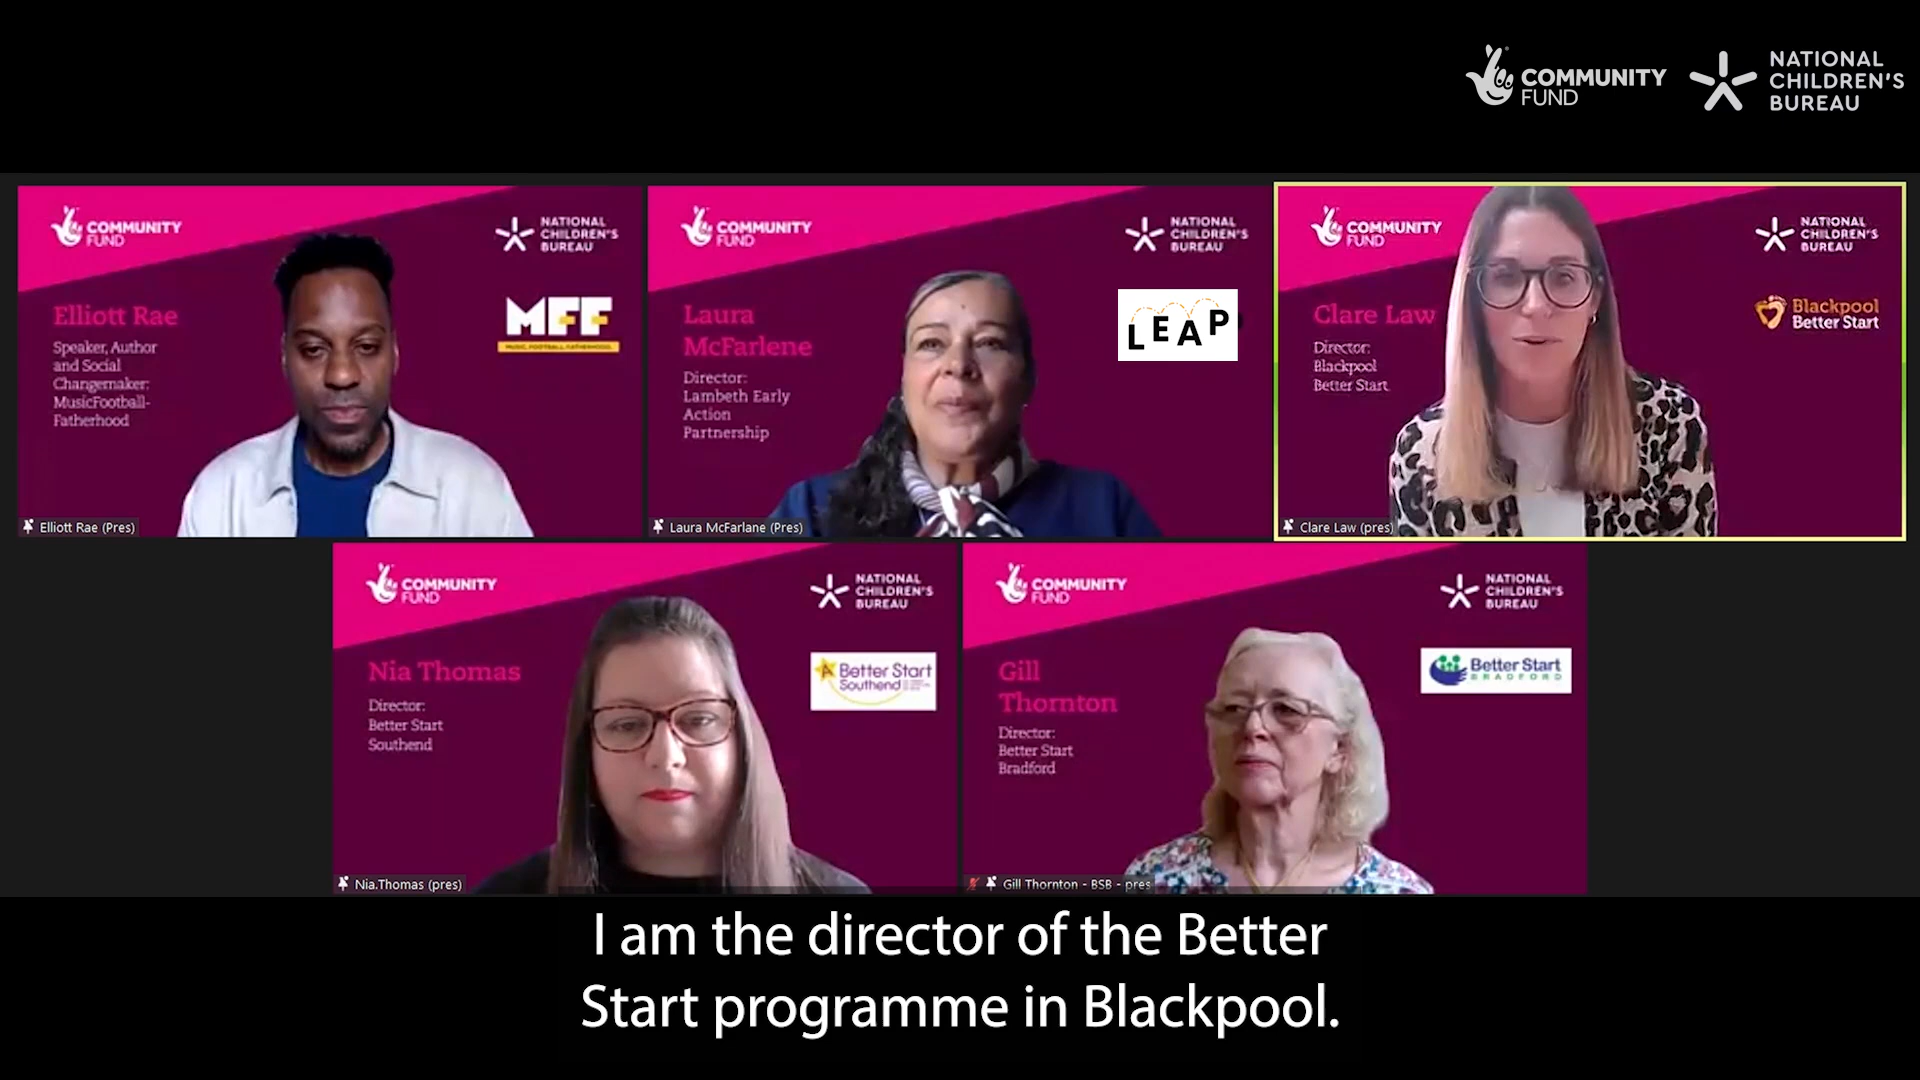 COMMUNITY
FUND
NATIONAL
CHILDREN'S
BUREAU
COMMUNITY
FUND
NATIONAL
CHILDREN'S
BUREAU
Elliott Rae
Speaker, Author
and Social
Changemaker:
MusicFootball-
Fatherhood
MFF
MUSIC. FOOTBALL. FATHERHOOD.
Elliott Rae (Pres)
COMMUNITY
FUND
NATIONAL
CHILDREN'S
BUREAU
Laura
McFarlene
Director:
Lambeth Early
Action
Partnership
LEAP
Laura McFarlane (Pres)
COMMUNITY
FUND
NATIONAL
CHILDREN'S
BUREAU
Clare Law
Director:
Blackpool
Better Start
Blackpool
Better Start
Clare Law (pres)
COMMUNITY
FUND
NATIONAL
CHILDREN'S
BUREAU
Nia Thomas
Director:
Better Start
Southend
A Better Start
Southend
Nia.Thomas (pres)
COMMUNITY
FUND
NATIONAL
CHILDREN'S
BUREAU
Gill
Thornton
Director:
Better Start
Bradford
Better Start
BRADFORD
Gill Thornton - BSB - pres
I am the director of the Better
Start programme in Blackpool.